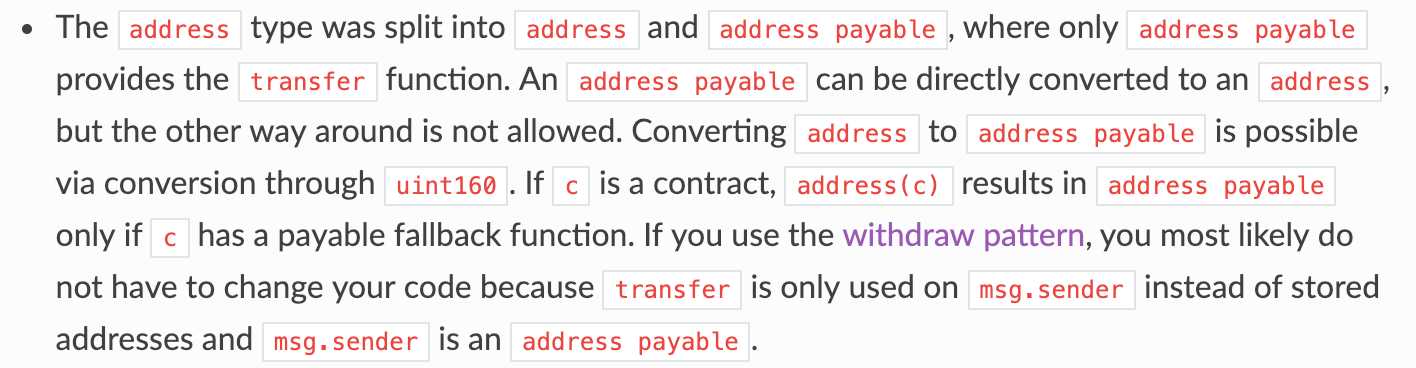 • The address type was split into address and address payable, where only address payable
provides the transfer function. An address payable can be directly converted to an address,
but the other way around is not allowed. Converting address to address payable is possible
via conversion through uint160. If c is a contract, address(c) results in address payable
only if c has a payable fallback function. If you use the withdraw pattern, you most likely do
not have to change your code because transfer is only used on msg.sender instead of stored
addresses and msg.sender is an address payable.